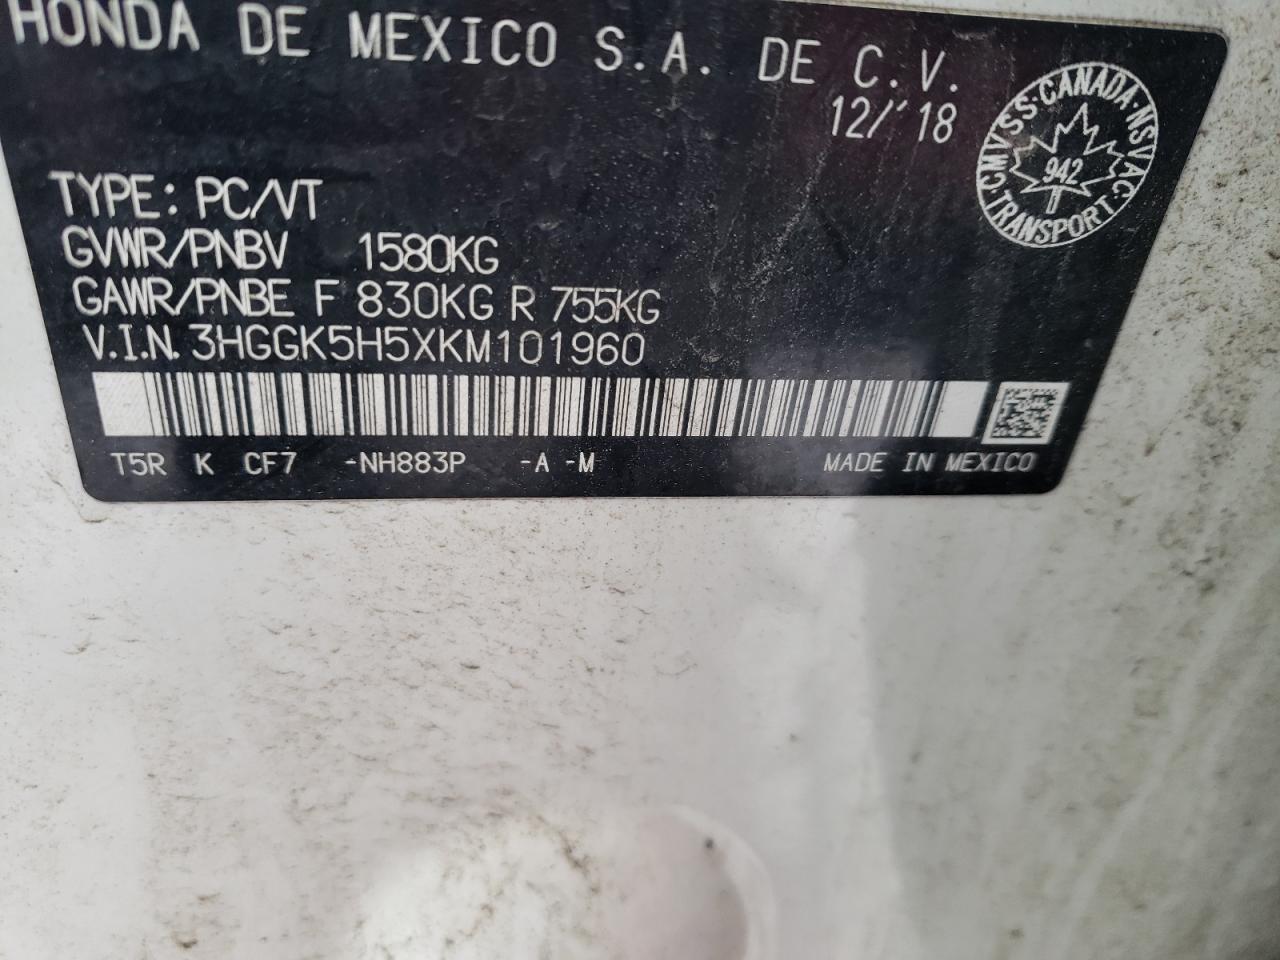 HONDA DE MEXICO S.A. DE C.V.
12/'18
CMVSS·CANADA·NSVAC·TRANSPORT·
942
TYPE: PC/VT
GVWR/PNBV 1580KG
GAWR/PNBE F 830KG R 755KG
V.I.N. 3HGGK5H5XKM101960
T5R K CF7 -NH883P -A -M MADE IN MEXICO